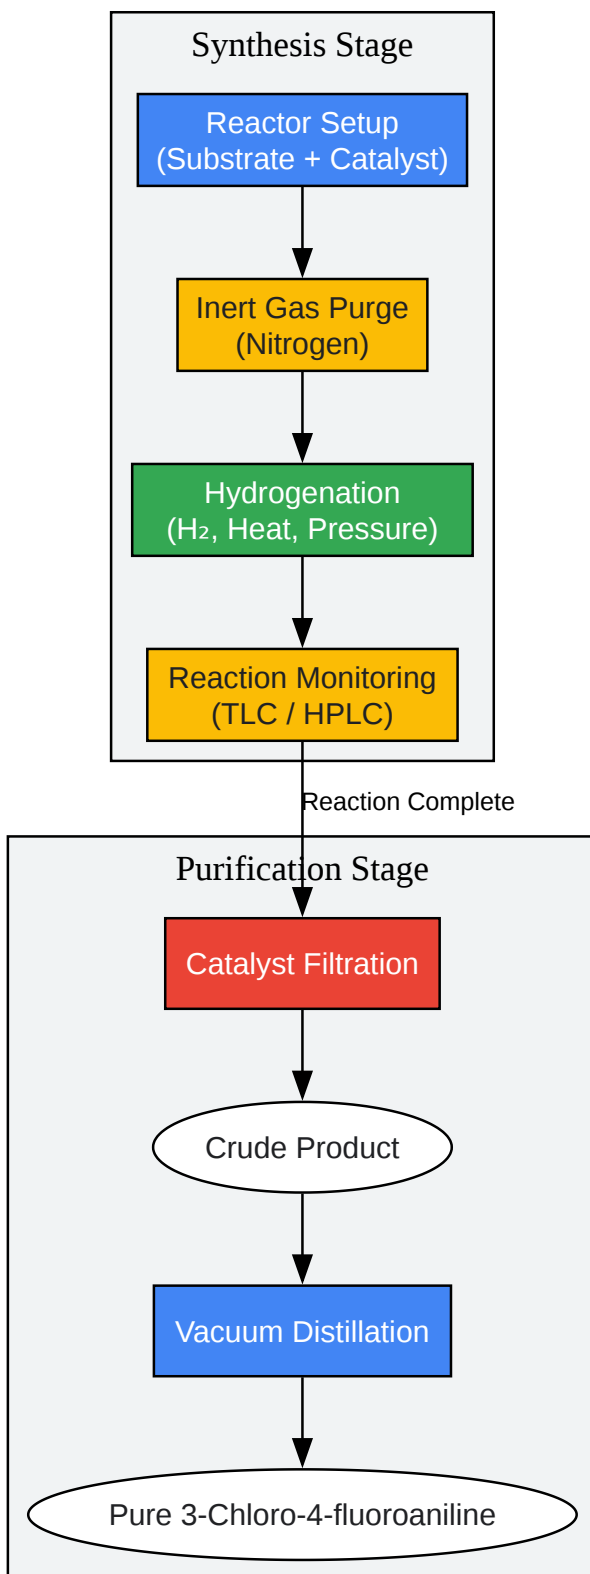 Synthesis Stage
Reactor Setup
(Substrate + Catalyst)
Inert Gas Purge
(Nitrogen)
Hydrogenation
(H₂, Heat, Pressure)
Reaction Monitoring
(TLC / HPLC)
Reaction Complete
Purification Stage
Catalyst Filtration
Crude Product
Vacuum Distillation
Pure 3-Chloro-4-fluoroaniline